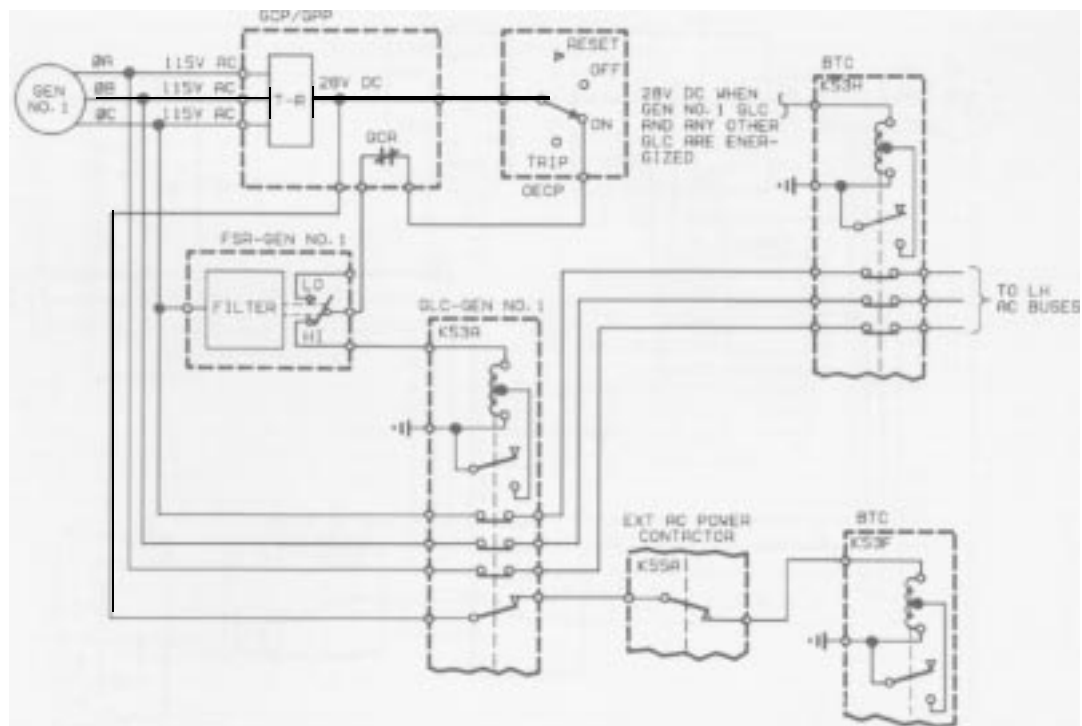 GCP/GPP
ØA 115V AC
GEN NO. 1
ØB 115V AC
ØC 115V AC
T-R
28V DC
GCR
RESET
OFF
ON
TRIP
OECP
28V DC WHEN
GEN NO.1 GLC
AND ANY OTHER
GLC ARE ENER-
GIZED
BTC
K53H
FSR-GEN NO.1
FILTER
LO
HI
GLC-GEN NO.1
K53A
TO LH
AC BUSES
EXT AC POWER
CONTACTOR
K55A
BTC
K53F